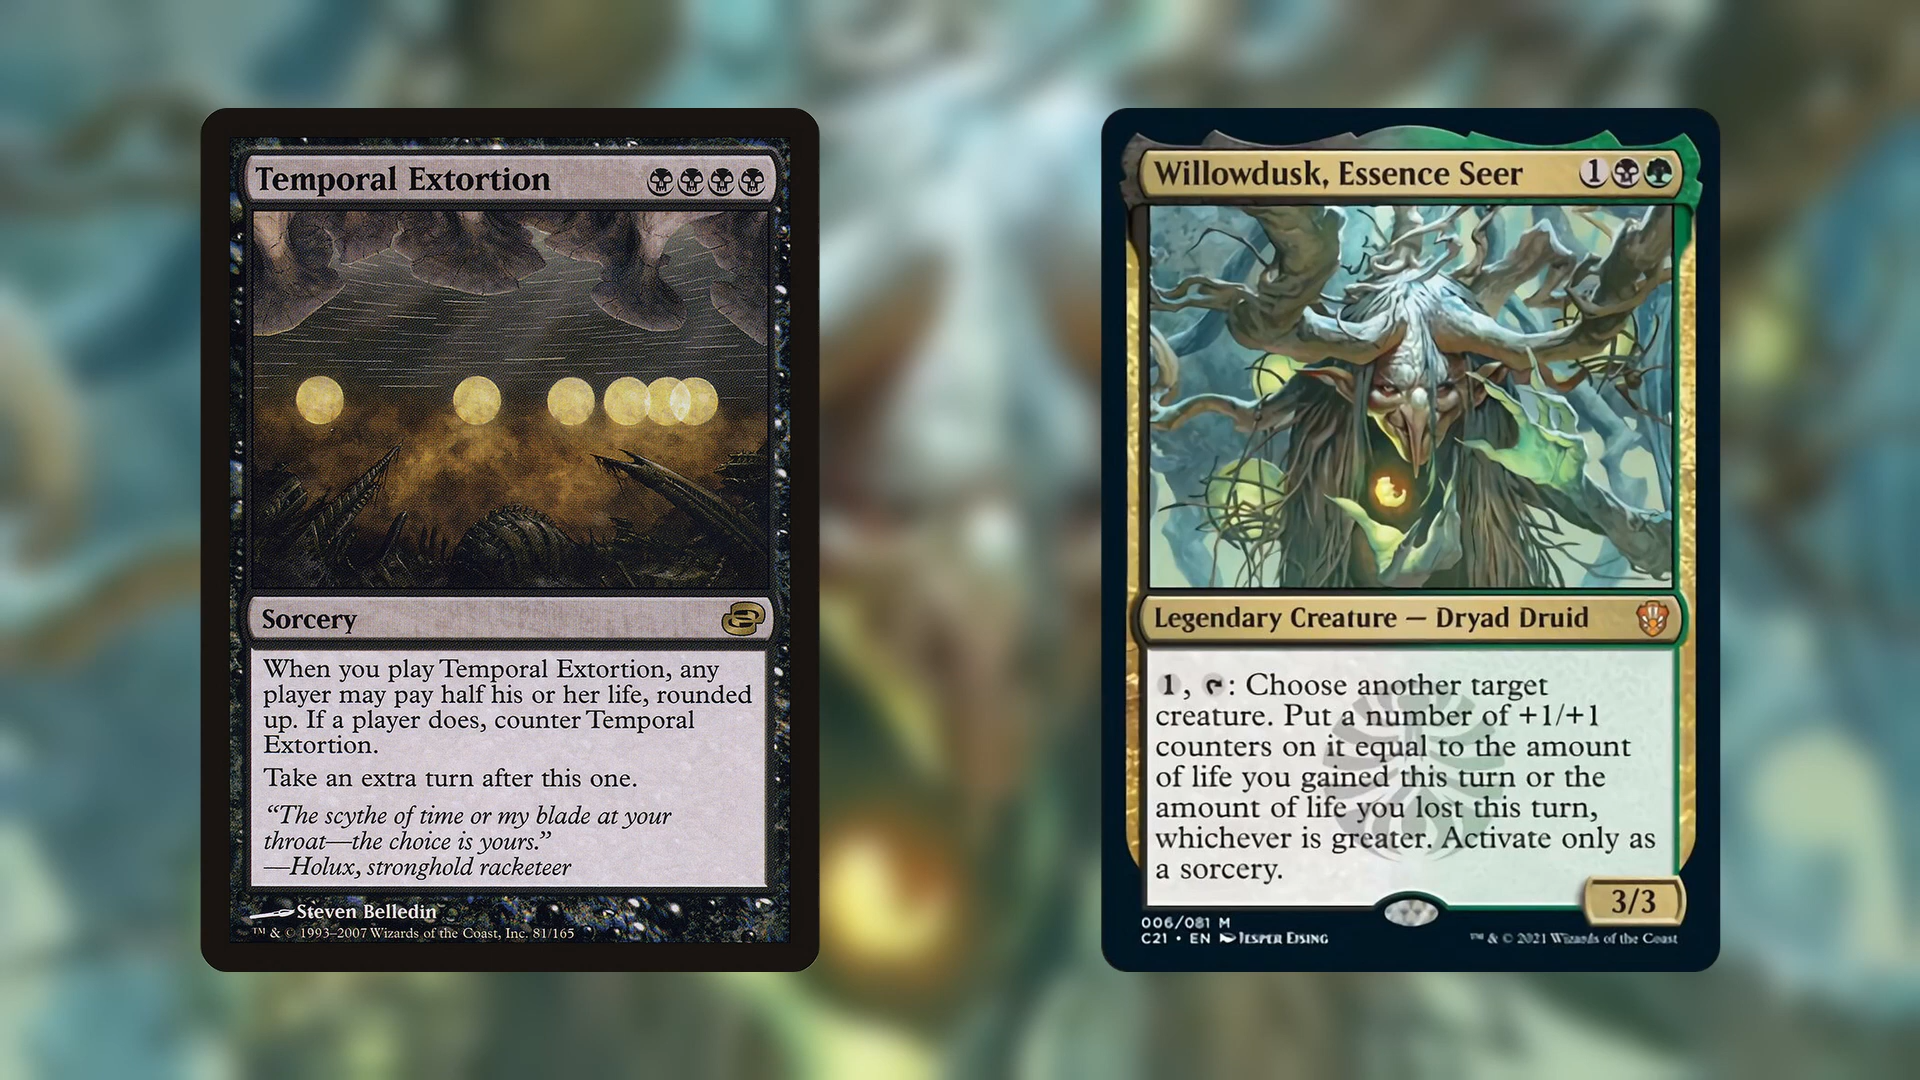 Temporal Extortion
Sorcery
When you play Temporal Extortion, any
player may pay half his or her life, rounded
up. If a player does, counter Temporal
Extortion.
Take an extra turn after this one.
“The scythe of time or my blade at your
throat—the choice is yours.”
—Holux, stronghold racketeer
Steven Belledin
™ & © 1993–2007 Wizards of the Coast, Inc. 81/165
Willowdusk, Essence Seer 1
Legendary Creature — Dryad Druid
1, : Choose another target
creature. Put a number of +1/+1
counters on it equal to the amount
of life you gained this turn or the
amount of life you lost this turn,
whichever is greater. Activate only as
a sorcery.
3/3
006/081 M
C21 • EN Jesper Ejsing
™ & © 2021 Wizards of the Coast